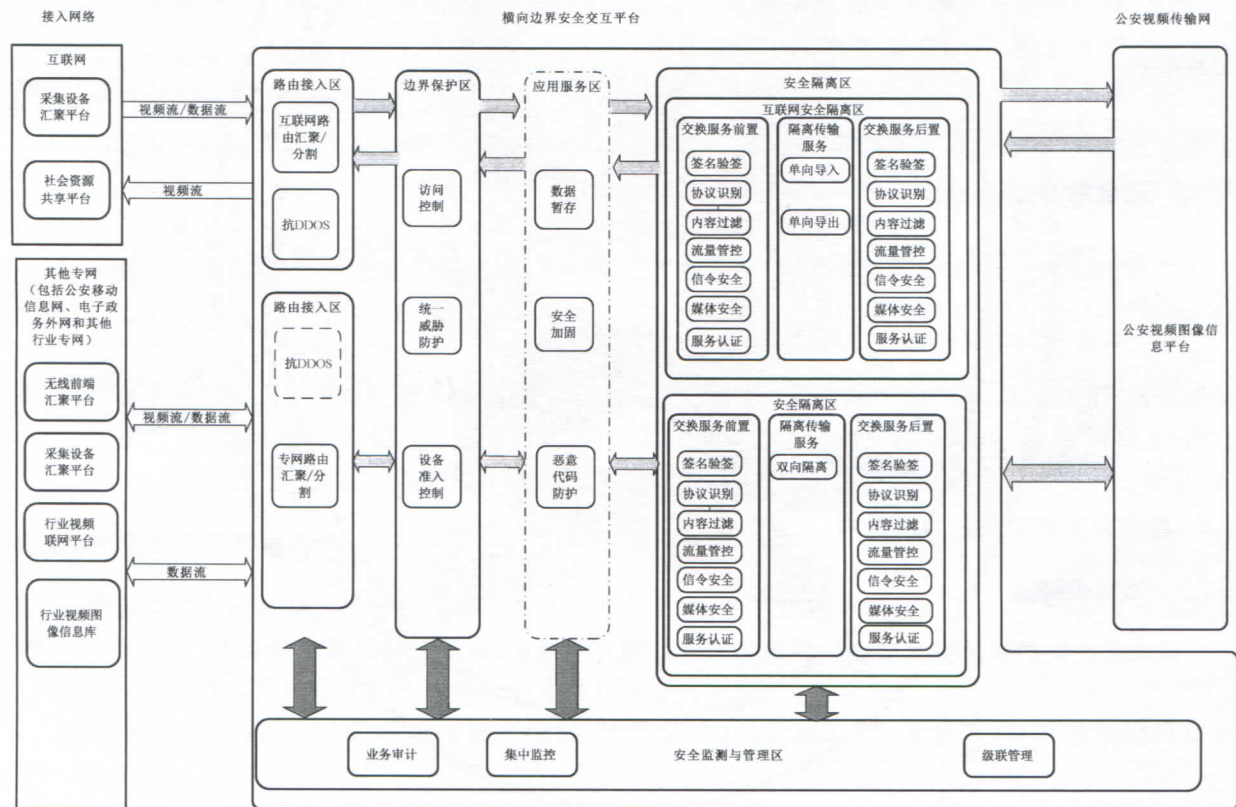 接入网络
横向边界安全交互平台
公安视频传输网
互联网
采集设备
汇聚平台
社会资源
共享平台
视频流/数据流
视频流
其他专网
（包括公安移动
信息网、电子政
务外网和其他
行业专网）
无线前端
汇聚平台
采集设备
汇聚平台
行业视频
联网平台
行业视频图
像信息库
视频流/数据流
数据流
路由接入区
互联网路
由汇聚/
分割
抗DDOS
路由接入区
抗DDOS
专网路由
汇聚/分
割
边界保护区
访问
控制
统一
威胁
防护
设备
准入
控制
应用服务区
数据
暂存
安全
加固
恶意
代码
防护
安全隔离区
互联网安全隔离区
交换服务前置
签名验签
协议识别
内容过滤
流量管控
信令安全
媒体安全
服务认证
隔离传输
服务
单向导入
单向导出
交换服务后置
签名验签
协议识别
内容过滤
流量管控
信令安全
媒体安全
服务认证
安全隔离区
交换服务前置
签名验签
协议识别
内容过滤
流量管控
信令安全
媒体安全
服务认证
隔离传输
服务
双向隔离
交换服务后置
签名验签
协议识别
内容过滤
流量管控
信令安全
媒体安全
服务认证
公安视频图像信
息平台
业务审计
集中监控
安全监测与管理区
级联管理